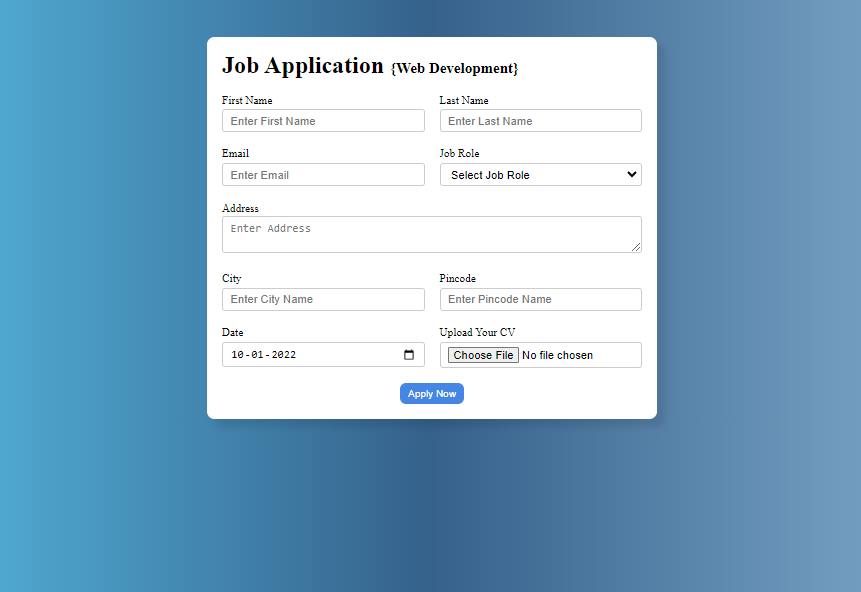 Job Application {Web Development}
First Name Last Name
Enter First Name Enter Last Name
Email Job Role
Enter Email Select Job Role
Address
Enter Address
City Pincode
Enter City Name Enter Pincode Name
Date Upload Your CV
10-01-2022 Choose File No file chosen
Apply Now